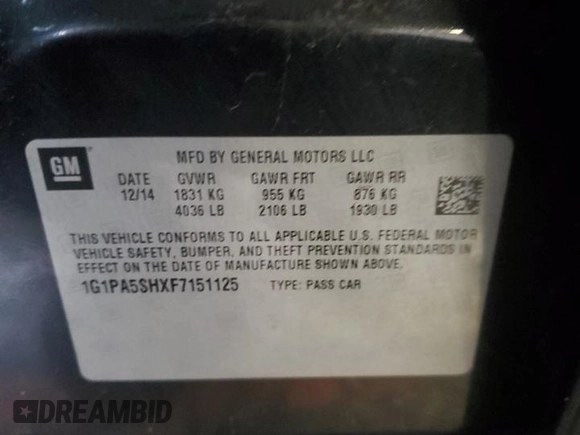 GM
MFD BY GENERAL MOTORS LLC
DATE GVWR GAWR FRT GAWR RR
12/14 1831 KG 955 KG 876 KG
4036 LB 2106 LB 1930 LB
THIS VEHICLE CONFORMS TO ALL APPLICABLE U.S. FEDERAL MOTOR
VEHICLE SAFETY, BUMPER, AND THEFT PREVENTION STANDARDS IN
EFFECT ON THE DATE OF MANUFACTURE SHOWN ABOVE.
1G1PA5SHXF7151125 TYPE: PASS CAR
DREAMBID